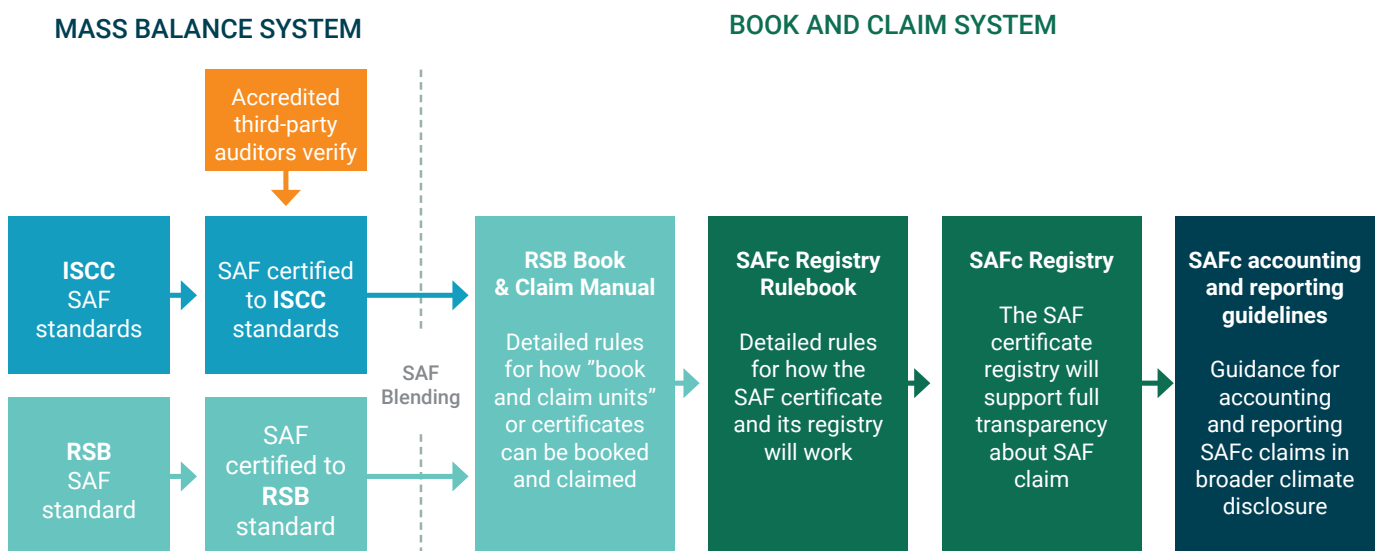 MASS BALANCE SYSTEM
BOOK AND CLAIM SYSTEM
Accredited
third-party
auditors verify
ISCC
SAF
standards
SAF certified
to ISCC
standards
RSB
SAF
standard
SAF
certified to
RSB
standard
SAF
Blending
RSB Book
& Claim Manual
Detailed rules
for how ”book
and claim units”
or certificates
can be booked
and claimed
SAFc Registry
Rulebook
Detailed rules
for how the
SAF certificate
and its registry
will work
SAFc Registry
The SAF
certificate
registry will
support full
transparency
about SAF
claim
SAFc accounting
and reporting
guidelines
Guidance for
accounting
and reporting
SAFc claims in
broader climate
disclosure